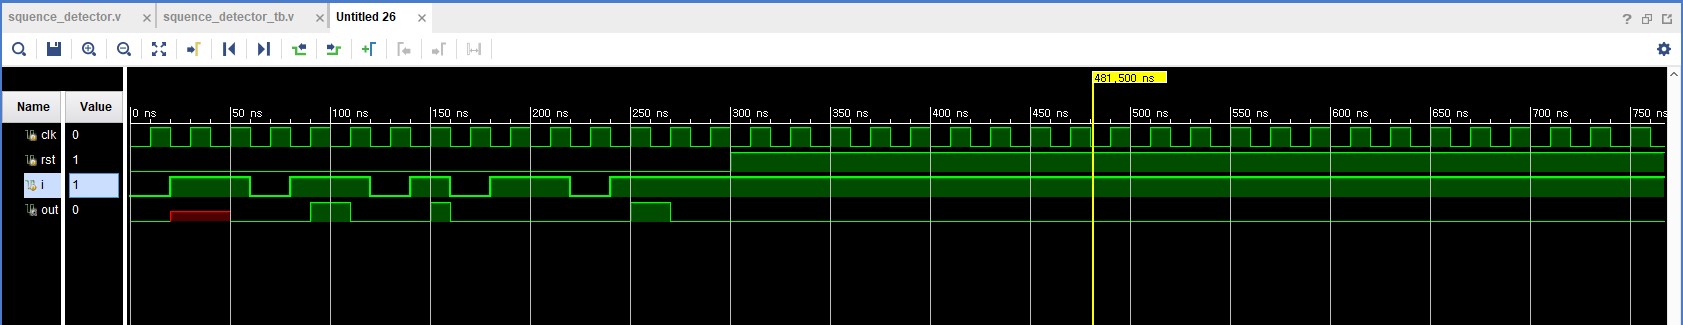 squence_detector.v × squence_detector_tb.v × Untitled 26 ×
?
481,500 ns
Name Value
0 ns 50 ns 100 ns 150 ns 200 ns 250 ns 300 ns 350 ns 400 ns 450 ns 500 ns 550 ns 600 ns 650 ns 700 ns 750 ns
clk 0
rst 1
i 1
out 0